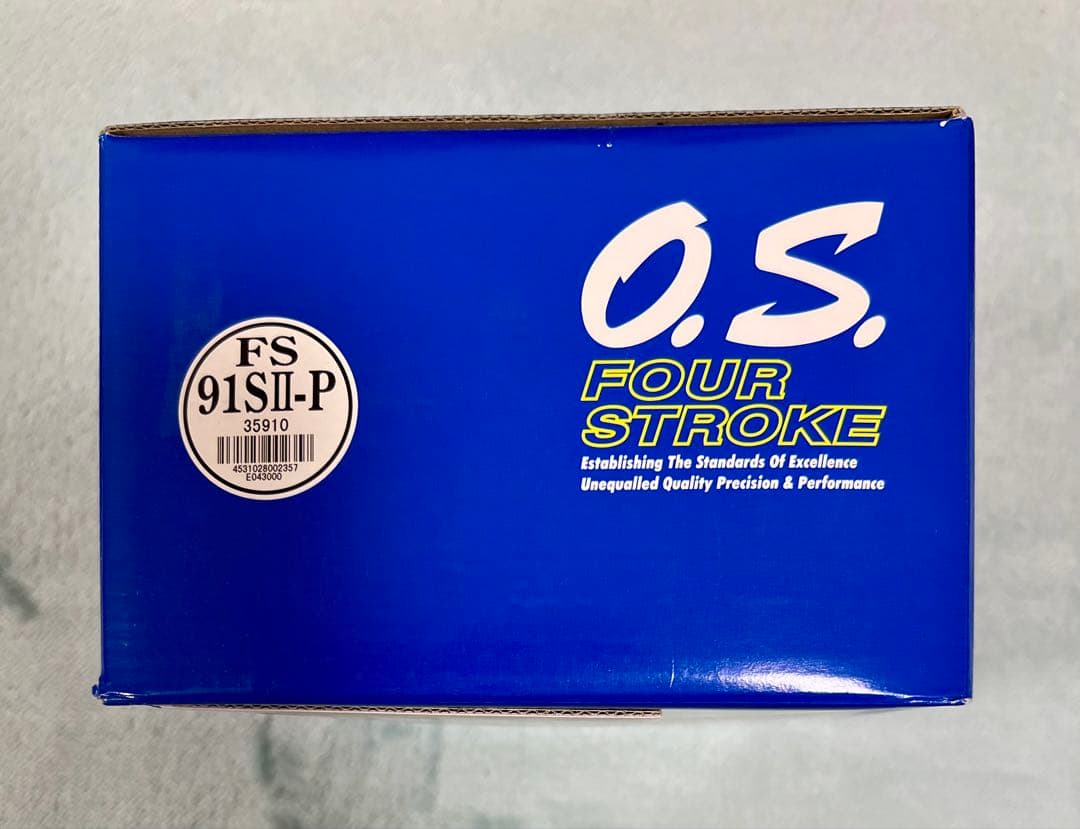 FS
91SⅡ-P
35910
4531028002357
E043000
O.S.
FOUR
STROKE
Establishing The Standards Of Excellence
Unequalled Quality Precision & Performance